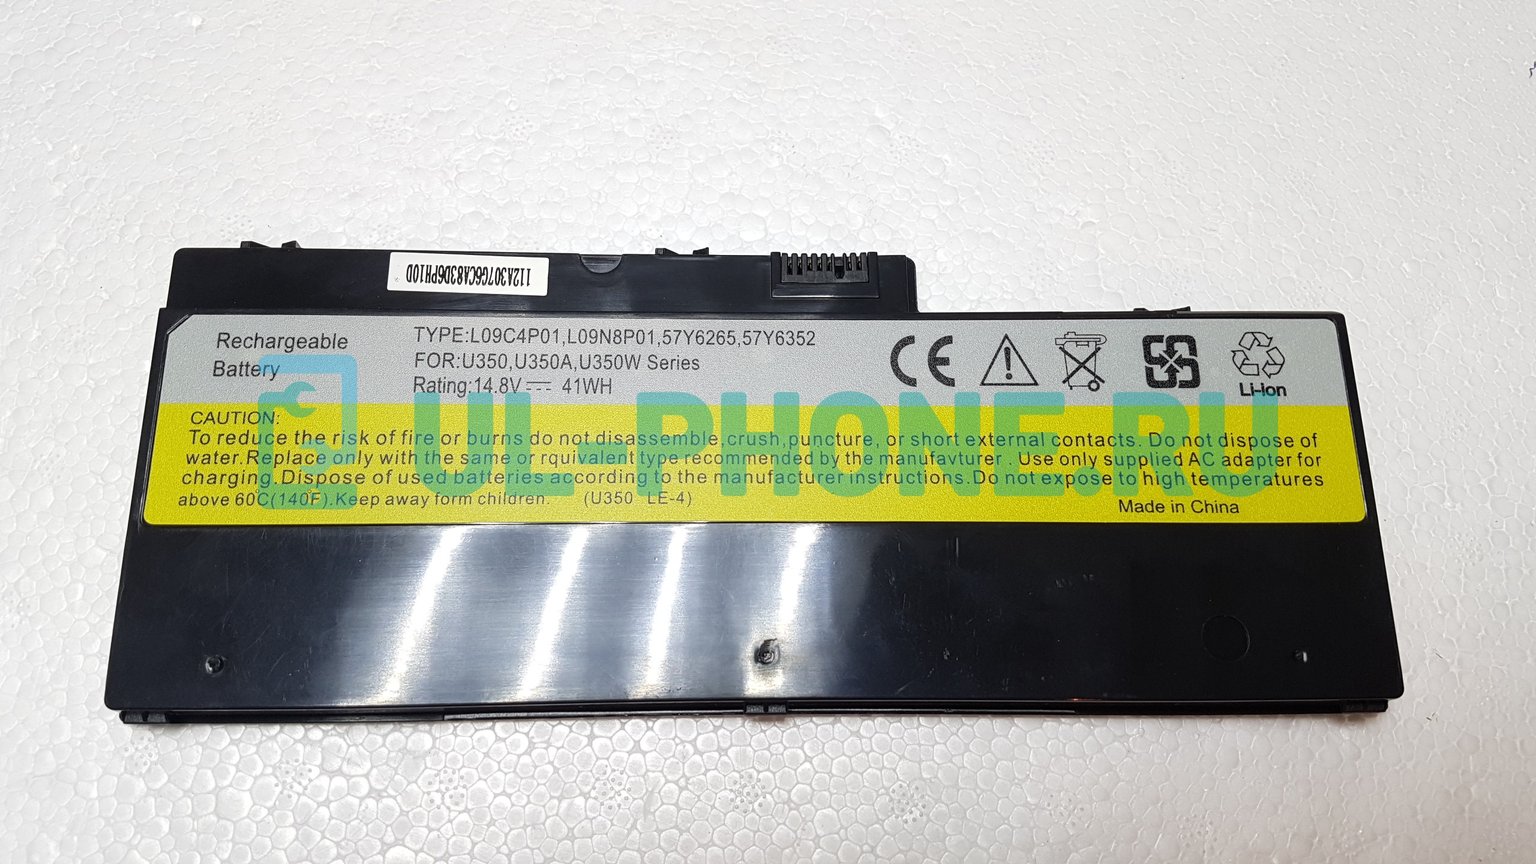 112A307G6CA83D6PH10D
Rechargeable
Battery
TYPE:L09C4P01,L09N8P01,57Y6265,57Y6352
FOR:U350,U350A,U350W Series
Rating:14.8V 41WH
CE
Li-ion
CAUTION:
To reduce the risk of fire or burns do not disassemble,crush,puncture, or short external contacts. Do not dispose of
water.Replace only with the same or rquivalent type recommended by the manufavturer . Use only supplied AC adapter for
charging.Dispose of used batteries according to the manufacturer instructions.Do not expose to high temperatures
above 60C(140F).Keep away form children. (U350 LE-4)
Made in China
UL-PHONE.RU